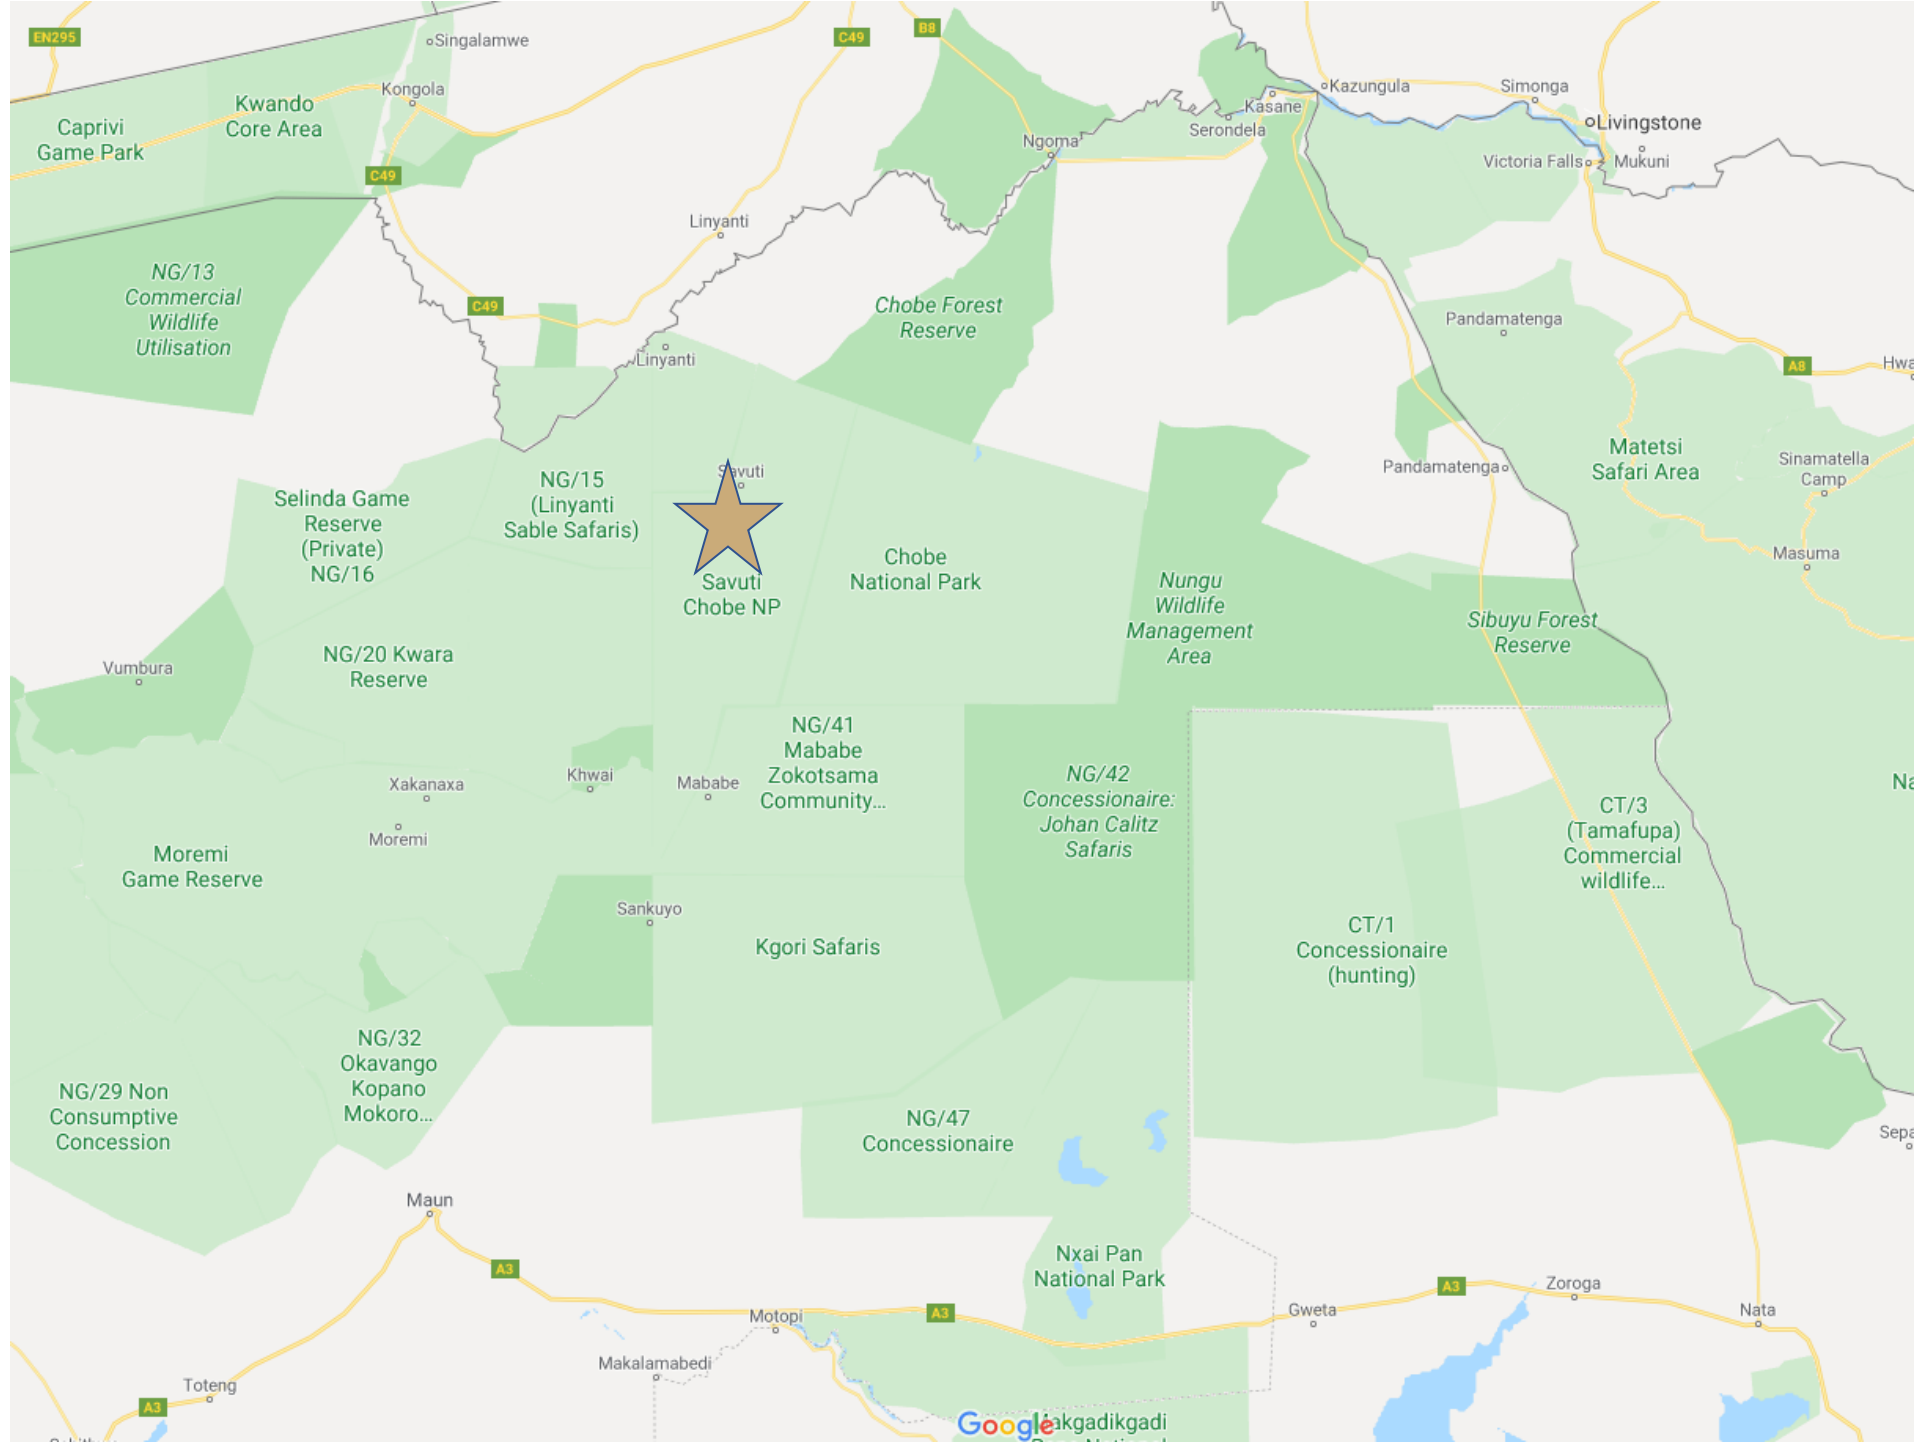 EN295
Singalamwe
C49
B8
Kongola
Kwando
Core Area
Caprivi
Game Park
C49
Kazungula
Simonga
Kasane
Serondela
Livingstone
Ngoma
Victoria Falls
Mukuni
Linyanti
NG/13
Commercial
Wildlife
Utilisation
C49
Chobe Forest
Reserve
Pandamatenga
Linyanti
A8
Hwa
Matetsi
Safari Area
Pandamatenga
Sinamatella
Camp
Savuti
NG/15
(Linyanti
Sable Safaris)
Selinda Game
Reserve
(Private)
NG/16
Masuma
Chobe
National Park
Savuti
Chobe NP
Nungu
Wildlife
Management
Area
Sibuyu Forest
Reserve
NG/20 Kwara
Reserve
Vumbura
NG/41
Mababe
Zokotsama
Community...
Khwai
Mababe
Xakanaxa
Moremi
NG/42
Concessionaire:
Johan Calitz
Safaris
Na
CT/3
(Tamafupa)
Commercial
wildlife...
Moremi
Game Reserve
Sankuyo
Kgori Safaris
CT/1
Concessionaire
(hunting)
NG/32
Okavango
Kopano
Mokoro...
NG/29 Non
Consumptive
Concession
NG/47
Concessionaire
Sepa
Maun
A3
Nxai Pan
National Park
A3
Zoroga
Motopi
A3
Gweta
Nata
Makalamabedi
Toteng
A3
Google
akgadikgadi